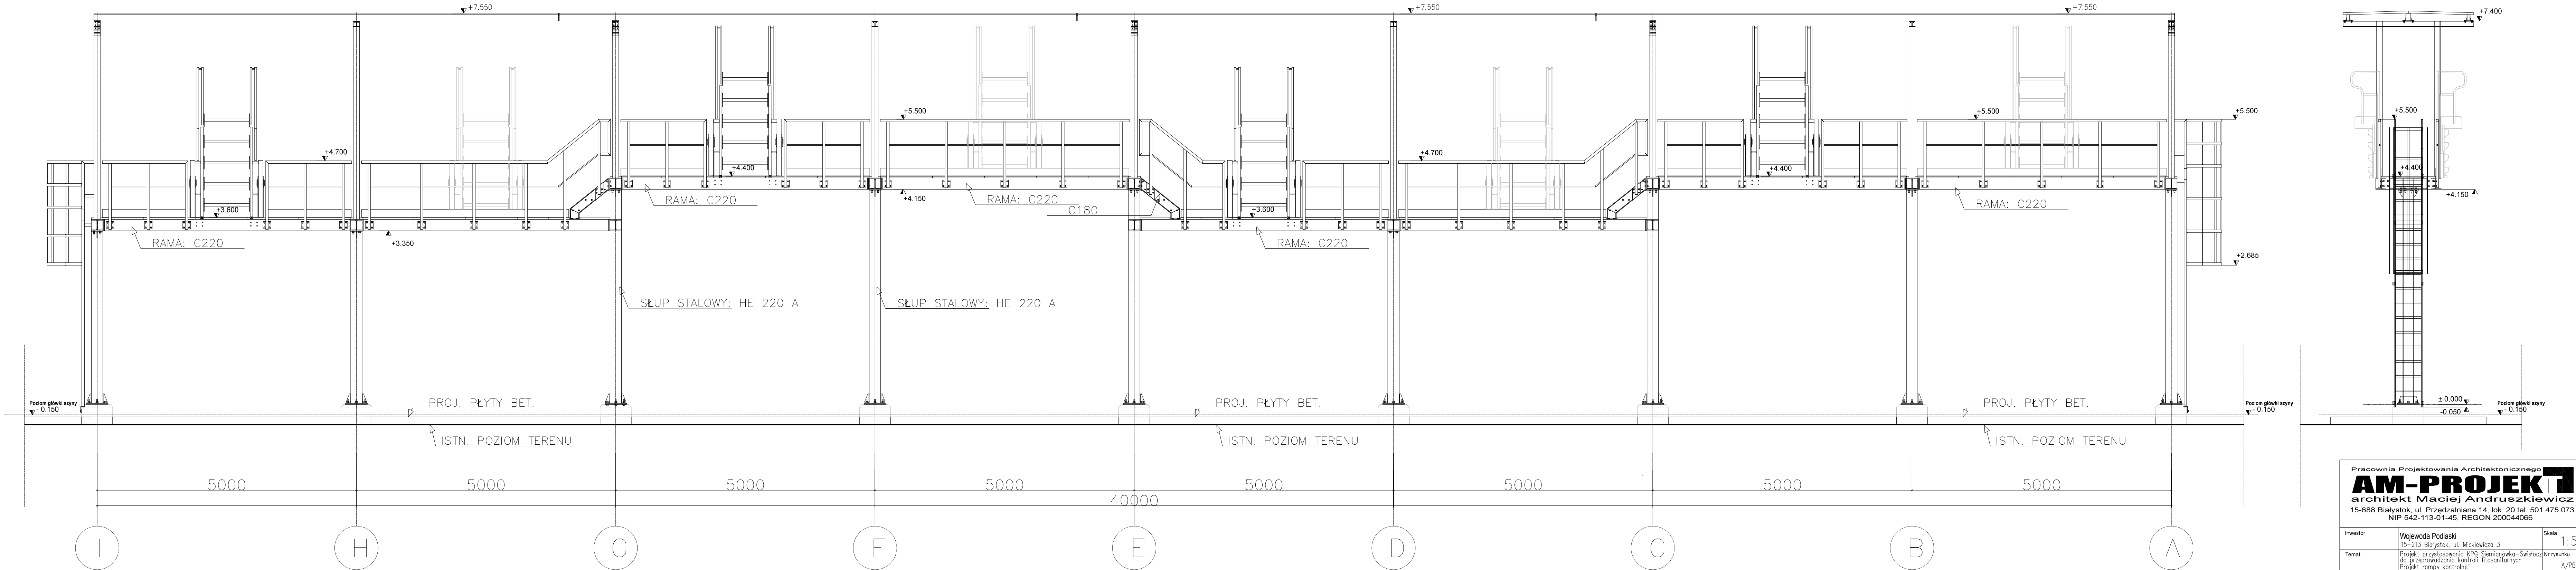 +7.550
+7.550
+7.550
+7.400
+5.500
+5.500
+5.500
+5.500
+4.700
+4.700
+4.400
+4.400
+4.400
+4.150
+4.150
RAMA: C220
RAMA: C220
C180
RAMA: C220
+3.600
+3.600
RAMA: C220
+3.350
RAMA: C220
+2.685
SŁUP STALOWY: HE 220 A
SŁUP STALOWY: HE 220 A
Poziom główki szyny
- 0.150
PROJ. PŁYTY BET.
PROJ. PŁYTY BET.
PROJ. PŁYTY BET.
Poziom główki szyny
- 0.150
± 0.000
-0.050
Poziom główki szyny
- 0.150
ISTN. POZIOM TERENU
ISTN. POZIOM TERENU
ISTN. POZIOM TERENU
5000 5000 5000 5000 5000 5000 5000 5000
40000
I H G F E D C B A
Pracownia Projektowania Architektonicznego
AM-PROJEKT
architekt Maciej Andruszkiewicz
15-688 Białystok, ul. Przędzalniana 14, lok. 20 tel. 501 475 073
NIP 542-113-01-45, REGON 200044066
Inwestor Wojewoda Podlaski Skala
15-213 Białystok, ul. Mickiewicza 3 1:5
Temat Projekt przystosowania KPG Siemianówka-Świsłocz Nr rysunku
do przeprowadzania kontroli fitosanitarnych
Projekt rampy kontrolnej